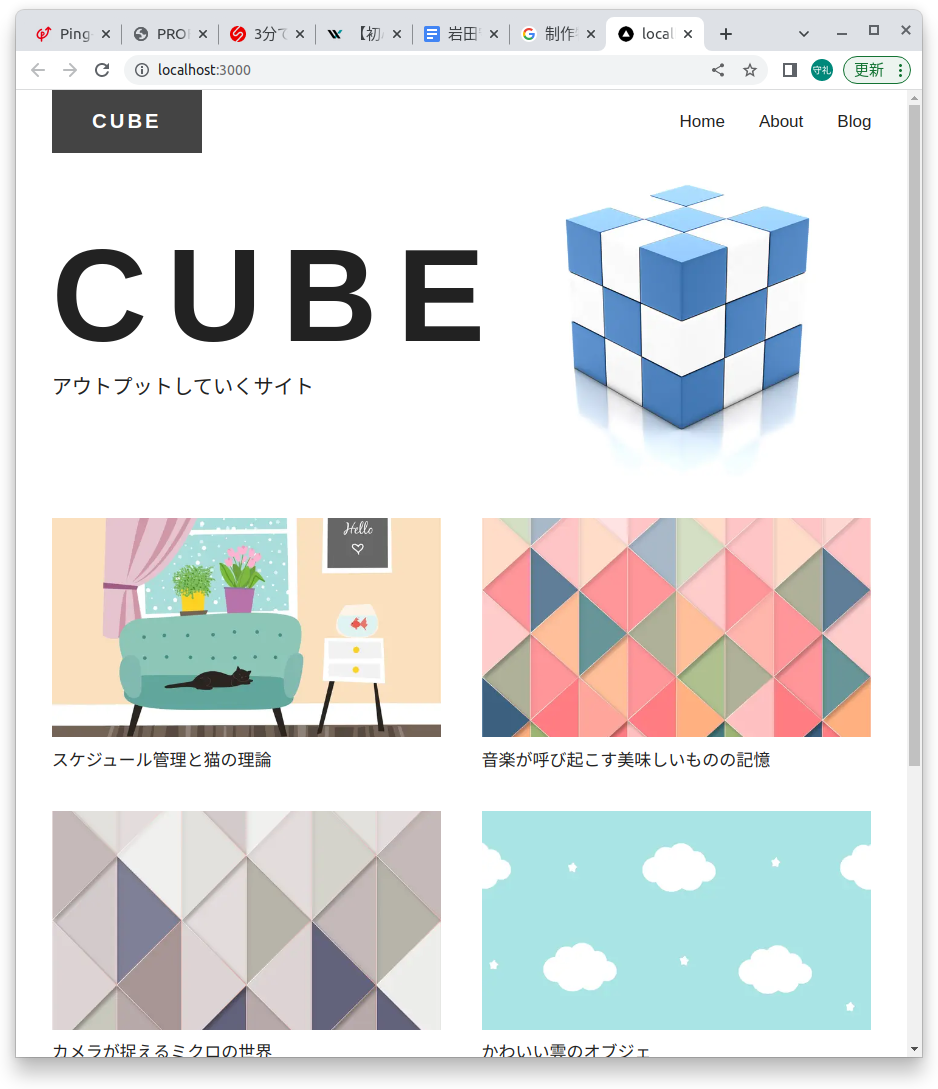 Ping
PRO
3分で
【初
岩田
制作
local
localhost:3000
守礼
更新
CUBE
Home
About
Blog
CUBE
アウトプットしていくサイト
Hello
スケジュール管理と猫の理論
音楽が呼び起こす美味しいものの記憶
カメラが捉えるミクロの世界
かわいい雲のオブジェ